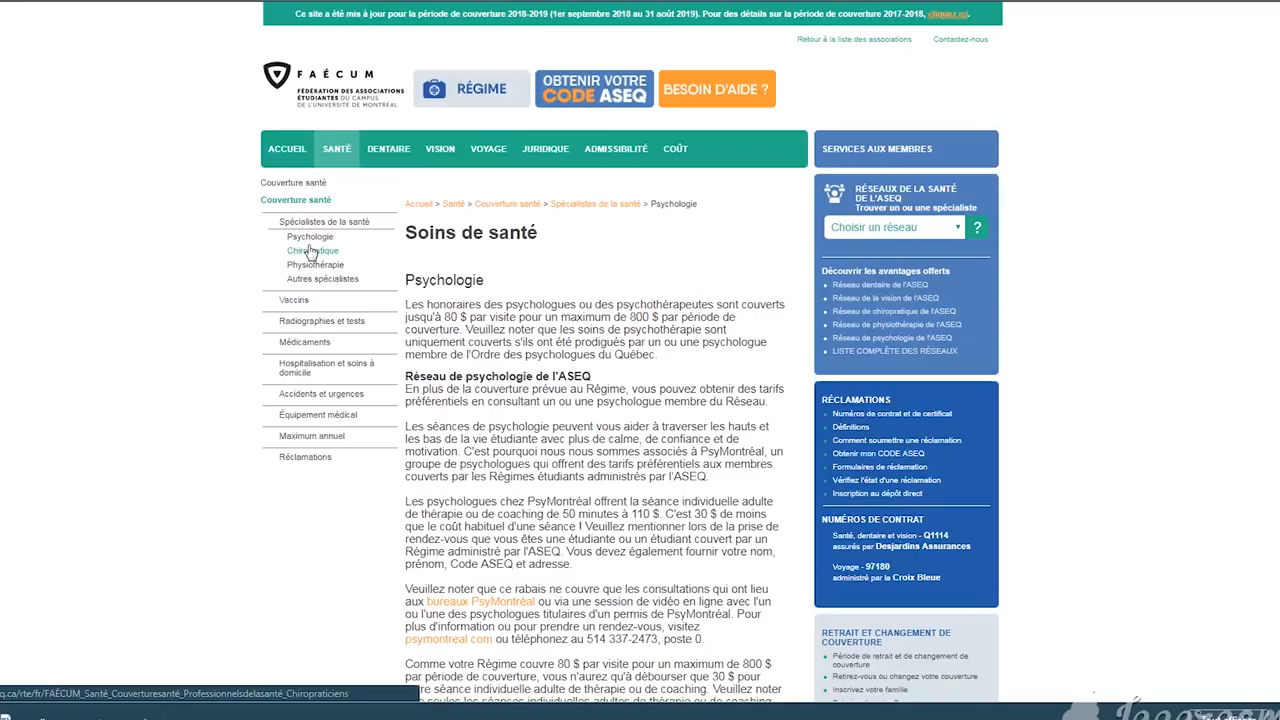 Ce site a été mis à jour pour la période de couverture 2018-2019 (1er septembre 2018 au 31 août 2019). Pour des détails sur la période de couverture 2017-2018, cliquez ici.
Retour à la liste des associations
Contactez-nous
FAÉCUM
FÉDÉRATION DES ASSOCIATIONS
ÉTUDIANTES DU CAMPUS
DE L'UNIVERSITÉ DE MONTRÉAL
RÉGIME
OBTENIR VOTRE
CODE ASEQ
BESOIN D'AIDE ?
ACCUEIL SANTÉ DENTAIRE VISION VOYAGE JURIDIQUE ADMISSIBILITÉ COÛT
Couverture santé
Couverture santé
Spécialistes de la santé
Psychologie
Physiothérapie
Autres spécialistes
Vaccins
Radiographies et tests
Médicaments
Hospitalisation et soins à
domicile
Accidents et urgences
Équipement médical
Maximum annuel
Réclamations
Accueil > Santé > Couverture santé > Spécialistes de la santé > Psychologie
Soins de santé
Psychologie
Les honoraires des psychologues ou des psychothérapeutes sont couverts
jusqu'à 80 $ par visite pour un maximum de 800 $ par période de
couverture. Veuillez noter que les soins de psychothérapie sont
uniquement couverts s'ils ont été prodigués par un ou une psychologue
membre de l'Ordre des psychologues du Québec.
Réseau de psychologie de l'ASEQ
En plus de la couverture prévue au Régime, vous pouvez obtenir des tarifs
préférentiels en consultant un ou une psychologue membre du Réseau.
Les séances de psychologie peuvent vous aider à traverser les hauts et
les bas de la vie étudiante avec plus de calme, de confiance et de
motivation. C'est pourquoi nous nous sommes associés à PsyMontréal, un
groupe de psychologues qui offrent des tarifs préférentiels aux membres
couverts par les Régimes étudiants administrés par l'ASEQ.
Les psychologues chez PsyMontréal offrent la séance individuelle adulte
de thérapie ou de coaching de 50 minutes à 110 $. C'est 30 $ de moins
que le coût habituel d'une séance ! Veuillez mentionner lors de la prise de
rendez-vous que vous êtes une étudiante ou un étudiant couvert par un
Régime administré par l'ASEQ. Vous devez également fournir votre nom,
prénom, Code ASEQ et adresse.
Veuillez noter que ce rabais ne couvre que les consultations qui ont lieu
aux bureaux PsyMontréal ou via une session de vidéo en ligne avec l'un
ou l'une des psychologues titulaires d'un permis de PsyMontréal. Pour
plus d'information ou pour prendre un rendez-vous, visitez
psymontreal.com ou téléphonez au 514 337-2473, poste 0.
Comme votre Régime couvre 80 $ par visite pour un maximum de 800 $
par période de couverture, vous n'aurez qu'à débourser que 30 $ pour
séance individuelle adulte de thérapie ou de coaching. Veuillez noter
SERVICES AUX MEMBRES
RÉSEAUX DE LA SANTÉ
DE L'ASEQ
Trouver un ou une spécialiste
Choisir un réseau ?
Découvrir les avantages offerts
Réseau dentaire de l'ASEQ
Réseau de la vision de l'ASEQ
Réseau de chiropratique de l'ASEQ
Réseau de physiothérapie de l'ASEQ
Réseau de psychologie de l'ASEQ
LISTE COMPLÈTE DES RÉSEAUX
RÉCLAMATIONS
Numéros de contrat et de certificat
Définitions
Comment soumettre une réclamation
Obtenir mon CODE ASEQ
Formulaires de réclamation
Vérifiez l'état d'une réclamation
Inscription au dépôt direct
NUMÉROS DE CONTRAT
Santé, dentaire et vision - Q1114
assurés par Desjardins Assurances
Voyage - 97180
administré par la Croix Bleue
RETRAIT ET CHANGEMENT DE
COUVERTURE
Période de retrait et de changement de
couverture
Retirez-vous ou changez votre couverture
Inscrivez votre famille
q.ca/rte/fr/FAÉCUM_Santé_Couverturesanté_Professionnelsdelasanté_Chiropraticiens